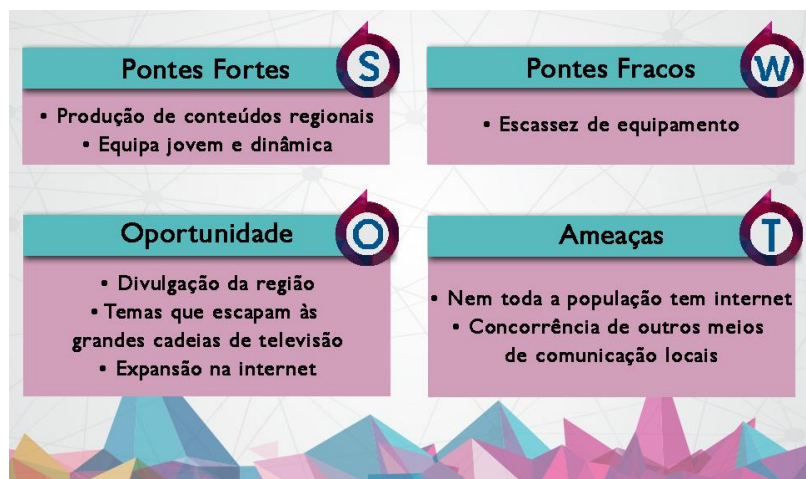 Pontes Fortes
S
• Produção de conteúdos regionais
• Equipa jovem e dinâmica
Pontes Fracos
W
• Escassez de equipamento
Oportunidade
O
• Divulgação da região
• Temas que escapam às
grandes cadeias de televisão
• Expansão na internet
Ameaças
T
• Nem toda a população tem internet
• Concorrência de outros meios
de comunicação locais